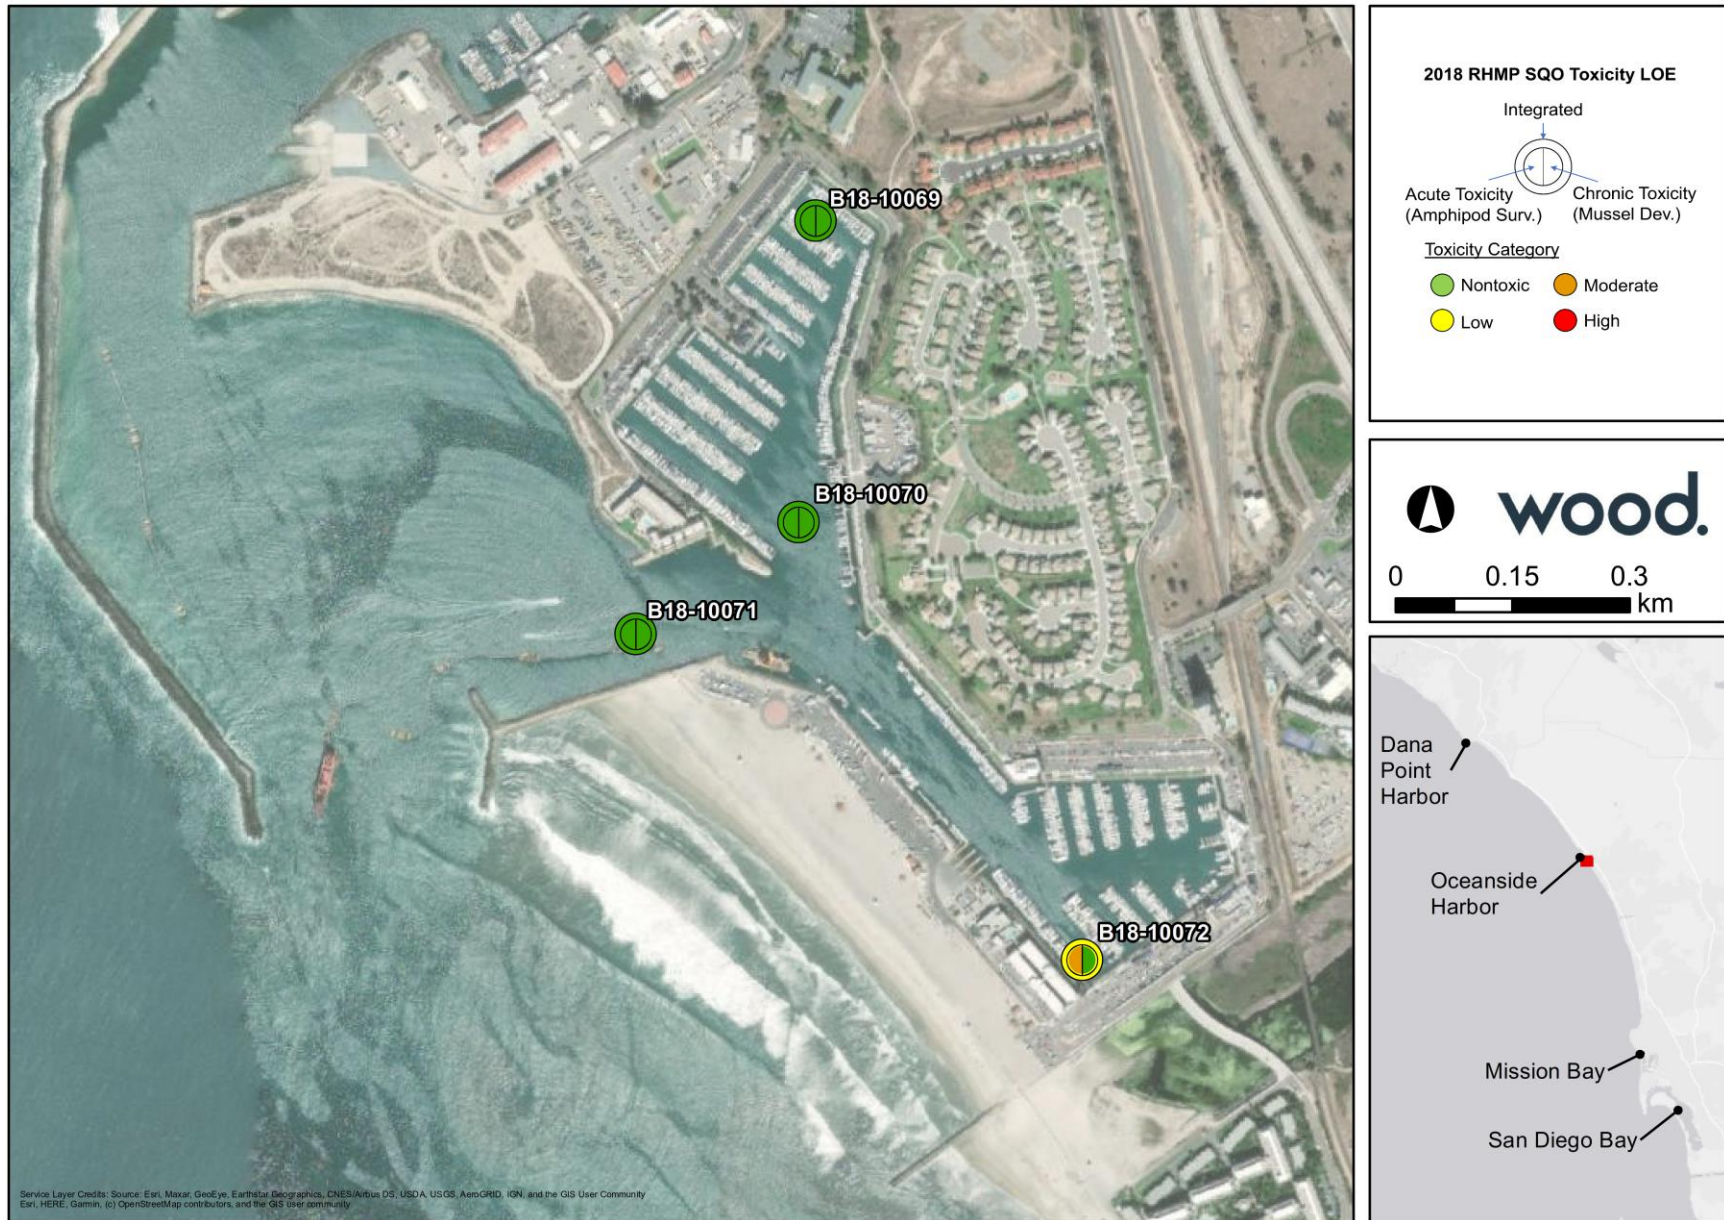 B18-10069
B18-10070
B18-10071
B18-10072
Service Layer Credits: Source: Esri, Maxar, GeoEye, Earthstar Geographics, CNES/Airbus DS, USDA, USGS, AeroGRID, IGN, and the GIS User Community
Esri, HERE, Garmin, (c) OpenStreetMap contributors, and the GIS user community
2018 RHMP SQO Toxicity LOE
Integrated
Acute Toxicity
(Amphipod Surv.)
Chronic Toxicity
(Mussel Dev.)
Toxicity Category
Nontoxic
Moderate
Low
High
wood.
0 0.15 0.3
km
Dana
Point
Harbor
Oceanside
Harbor
Mission Bay
San Diego Bay